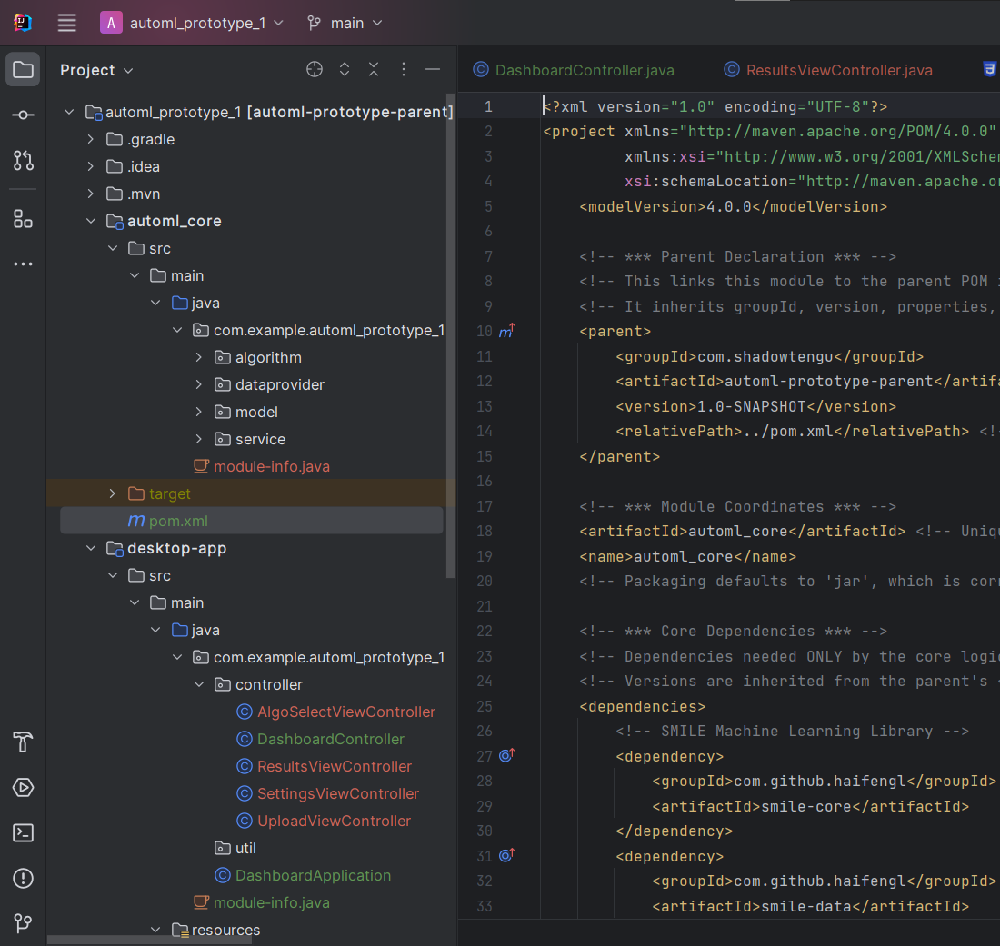 A automl_prototype_1 main
Project
automl_prototype_1 [automl-prototype-parent]
.gradle
.idea
.mvn
automl_core
src
main
java
com.example.automl_prototype_1
algorithm
dataprovider
model
service
module-info.java
target
m pom.xml
desktop-app
src
main
java
com.example.automl_prototype_1
controller
AlgoSelectViewController
DashboardController
ResultsViewController
SettingsViewController
UploadViewController
util
DashboardApplication
module-info.java
resources
DashboardController.java ResultsViewController.java
1 <?xml version="1.0" encoding="UTF-8"?>
2 <project xmlns="http://maven.apache.org/POM/4.0.0"
3 xmlns:xsi="http://www.w3.org/2001/XMLSchem
4 xsi:schemaLocation="http://maven.apache.or
5 <modelVersion>4.0.0</modelVersion>
6
7 <!-- *** Parent Declaration *** -->
8 <!-- This links this module to the parent POM
9 <!-- It inherits groupId, version, properties,
10 <parent>
11 <groupId>com.shadowtengu</groupId>
12 <artifactId>automl-prototype-parent</artifa
13 <version>1.0-SNAPSHOT</version>
14 <relativePath>../pom.xml</relativePath> <!-
15 </parent>
16
17 <!-- *** Module Coordinates *** -->
18 <artifactId>automl_core</artifactId> <!-- Uniq
19 <name>automl_core</name>
20 <!-- Packaging defaults to 'jar', which is corr
21
22 <!-- *** Core Dependencies *** -->
23 <!-- Dependencies needed ONLY by the core logic
24 <!-- Versions are inherited from the parent's <
25 <dependencies>
26 <!-- SMILE Machine Learning Library -->
27 <dependency>
28 <groupId>com.github.haifengl</groupId>
29 <artifactId>smile-core</artifactId>
30 </dependency>
31 <dependency>
32 <groupId>com.github.haifengl</groupId>
33 <artifactId>smile-data</artifactId>